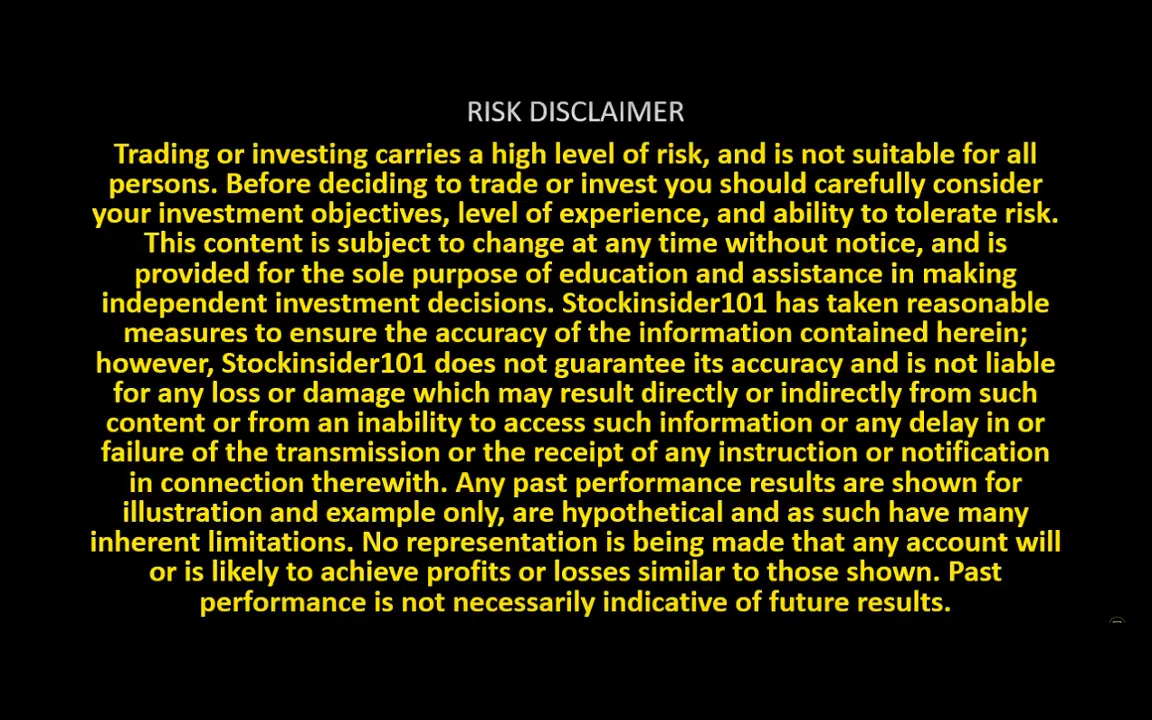 RISK DISCLAIMER
Trading or investing carries a high level of risk, and is not suitable for all
persons. Before deciding to trade or invest you should carefully consider
your investment objectives, level of experience, and ability to tolerate risk.
This content is subject to change at any time without notice, and is
provided for the sole purpose of education and assistance in making
independent investment decisions. Stockinsider101 has taken reasonable
measures to ensure the accuracy of the information contained herein;
however, Stockinsider101 does not guarantee its accuracy and is not liable
for any loss or damage which may result directly or indirectly from such
content or from an inability to access such information or any delay in or
failure of the transmission or the receipt of any instruction or notification
in connection therewith. Any past performance results are shown for
illustration and example only, are hypothetical and as such have many
inherent limitations. No representation is being made that any account will
or is likely to achieve profits or losses similar to those shown. Past
performance is not necessarily indicative of future results.